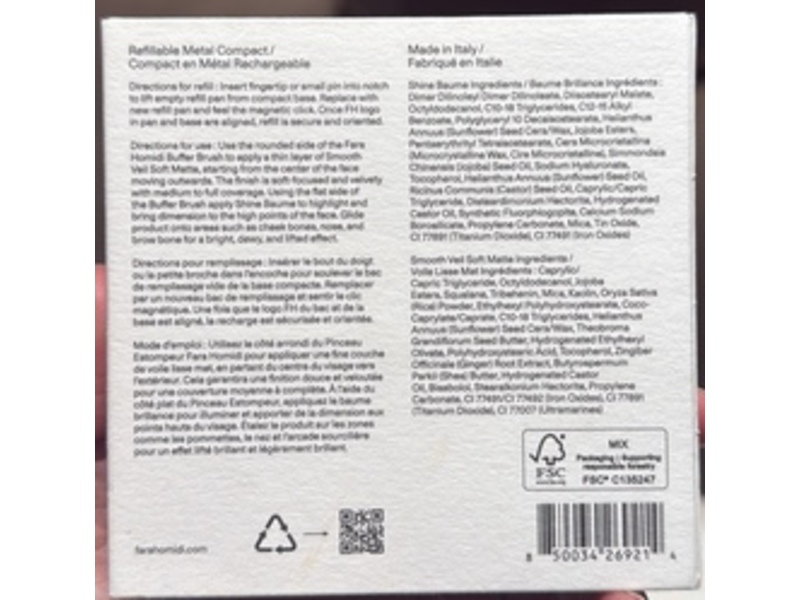 Refillable Metal Compact /
Compact en Métal Rechargeable
Directions for refill : Insert fingertip or small pin into notch
to lift empty refill pan from compact base. Replace with
new refill pan and feel the magnetic click. Once FH logo
in pan and base are aligned, refill is secure and oriented.
Directions for use : Use the rounded side of the Fara
Homidi Buffer Brush to apply a thin layer of Smooth
Veil Soft Matte, starting from the center of the face
moving outwards. The finish is soft-focused and velvety
with medium to full coverage. Using the flat side of
the Buffer Brush apply Shine Baume to highlight and
bring dimension to the high points of the face. Glide
product onto areas such as cheek bones, nose, and
brow bone for a bright, dewy, and lifted effect.
Directions pour remplissage : Insérer le bout du doigt
ou la petite broche dans l'encoche pour soulever le bac
de remplissage vide de la base compacte. Remplacer
par un nouveau bac de remplissage et sentir le clic
magnétique. Une fois que le logo FH du bac et de la
base est aligné, la recharge est sécurisée et orientée.
Mode d'emploi : Utilisez le côté arrondi du Pinceau
Estompeur Fara Homidi pour appliquer une fine couche
de voile lisse mat, en partant du centre du visage vers
l'extérieur. Cela garantira une finition douce et veloutée
pour une couverture moyenne à complète. À l'aide du
côté plat du Pinceau Estompeur, appliquez le baume
brillance pour illuminer et apporter de la dimension aux
points hauts du visage. Étalez le produit sur les zones
comme les pommettes, le nez et l'arcade sourcilière
pour un effet lifté brillant et légèrement brillant.
farahomidi.com
Made in Italy /
Fabriqué en Italie
Shine Baume Ingredients / Baume Brillance Ingrédients :
Dimer Dilinoleyl Dimer Dilinoleate, Diisostearyl Malate,
Octyldodecanol, C10-18 Triglycerides, C12-15 Alkyl
Benzoate, Polyglyceryl 10 Decaisostearate, Helianthus
Annuus (Sunflower) Seed Cera/Wax, Jojoba Esters,
Pentaerythrityl Tetraisostearate, Cera Microcristallina
(Microcrystalline Wax, Cire Microcristalline), Simmondsia
Chinensis (Jojoba) Seed Oil, Sodium Hyaluronate,
Tocopherol, Helianthus Annuus (Sunflower) Seed Oil,
Ricinus Communis (Castor) Seed Oil, Caprylic/Capric
Triglyceride, Disteardimonium Hectorite, Hydrogenated
Castor Oil, Synthetic Fluorphlogopite, Calcium Sodium
Borosilicate, Propylene Carbonate, Mica, Tin Oxide,
CI 77891 (Titanium Dioxide), CI 77491 (Iron Oxides)
Smooth Veil Soft Matte Ingredients /
Voile Lisse Mat Ingrédients : Caprylic/
Capric Triglyceride, Octyldodecanol, Jojoba
Esters, Squalane, Tribehenin, Mica, Kaolin, Oryza Sativa
(Rice) Powder, Ethylhexyl Polyhydroxystearate, Coco-
Caprylate/Caprate, C10-18 Triglycerides, Helianthus
Annuus (Sunflower) Seed Cera/Wax, Theobroma
Grandiflorum Seed Butter, Hydrogenated Ethylhexyl
Olivate, Polyhydroxystearic Acid, Tocopherol, Zingiber
Officinale (Ginger) Root Extract, Butyrospermum
Parkii (Shea) Butter, Hydrogenated Castor
Oil, Bisabolol, Stearalkonium Hectorite, Propylene
Carbonate, CI 77491/CI 77492 (Iron Oxides), CI 77891
(Titanium Dioxide), CI 77007 (Ultramarines)
FSC
MIX
Packaging | Supporting
responsible forestry
FSC® C135247
8 50034 26921 4